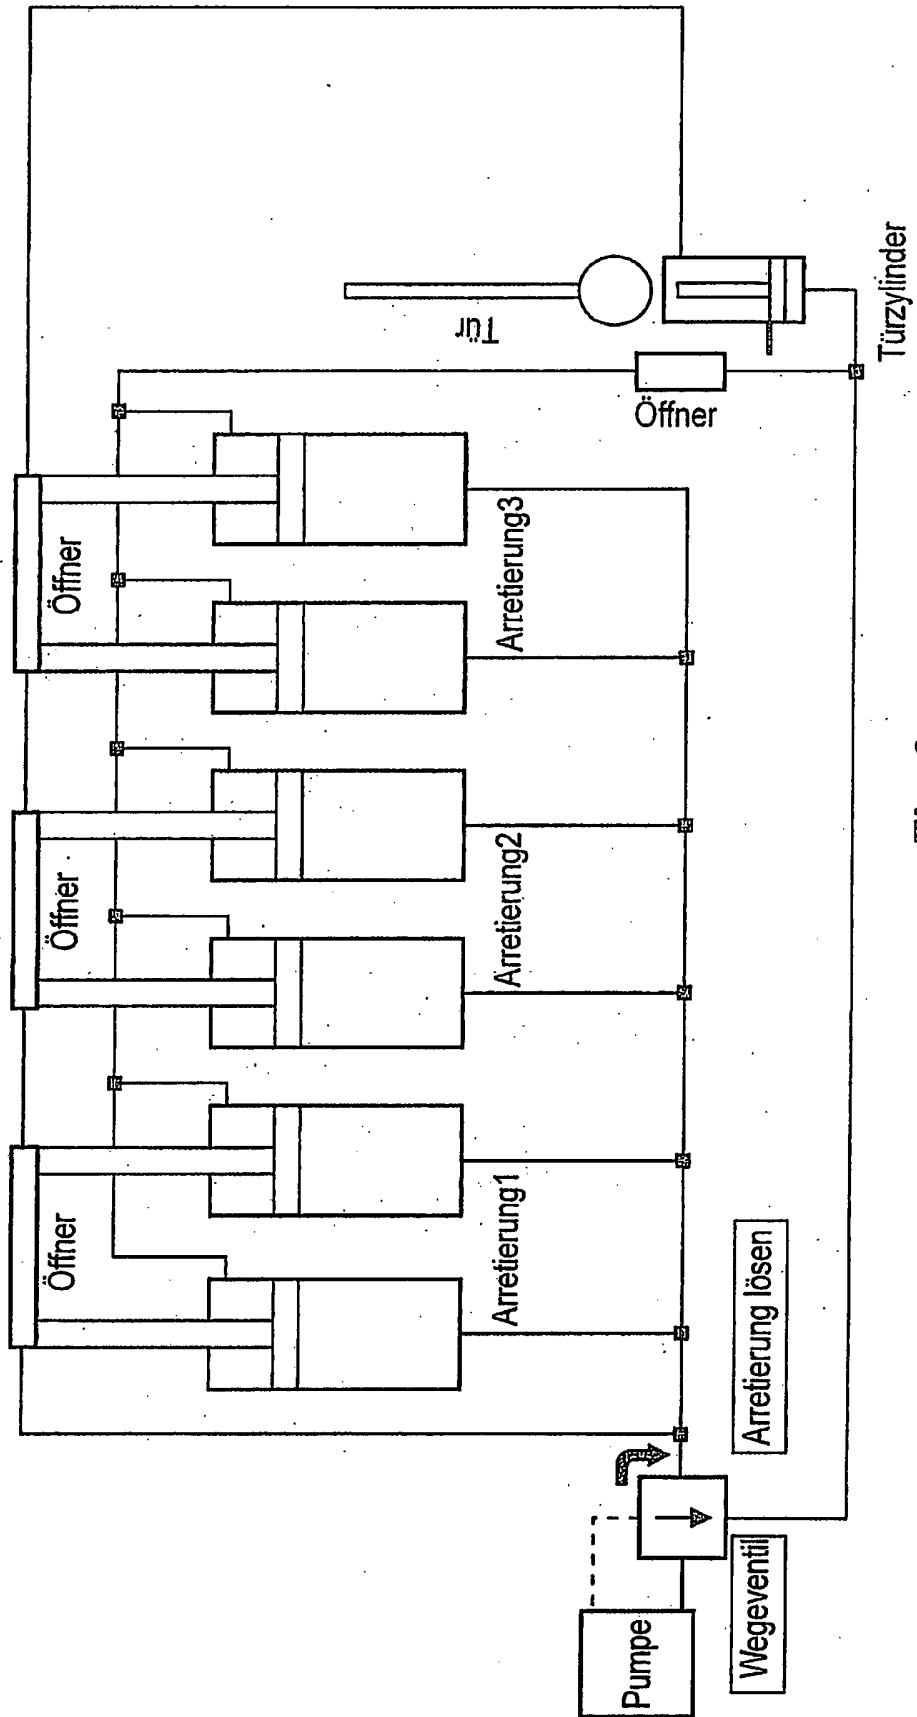 Öffner
Öffner
Öffner
Tür
Arretierung1
Arretierung2
Arretierung3
Öffner
Pumpe
Wegeventil
Arretierung lösen
Türzylinder